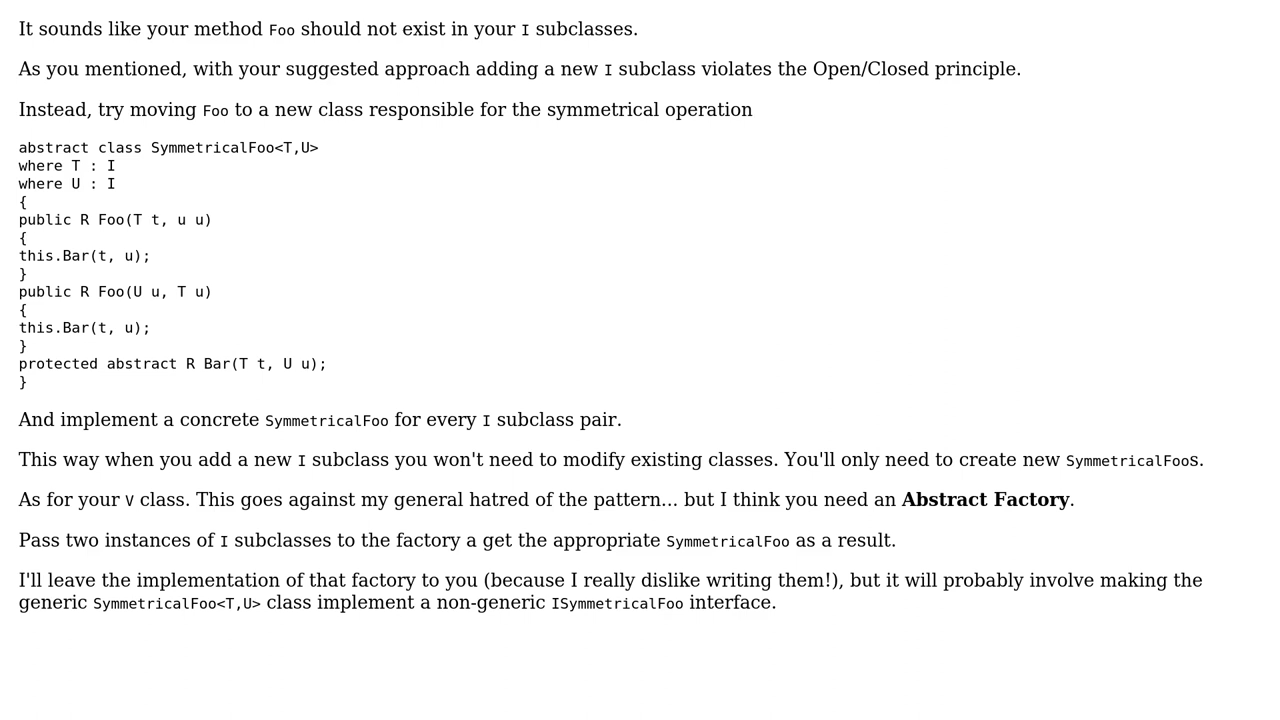 It sounds like your method Foo should not exist in your I subclasses.
As you mentioned, with your suggested approach adding a new I subclass violates the Open/Closed principle.
Instead, try moving Foo to a new class responsible for the symmetrical operation
abstract class SymmetricalFoo<T,U>
where T : I
where U : I
{
public R Foo(T t, u u)
{
this.Bar(t, u);
}
public R Foo(U u, T u)
{
this.Bar(t, u);
}
protected abstract R Bar(T t, U u);
}
And implement a concrete SymmetricalFoo for every I subclass pair.
This way when you add a new I subclass you won't need to modify existing classes. You'll only need to create new SymmetricalFoos.
As for your V class. This goes against my general hatred of the pattern... but I think you need an Abstract Factory.
Pass two instances of I subclasses to the factory a get the appropriate SymmetricalFoo as a result.
I'll leave the implementation of that factory to you (because I really dislike writing them!), but it will probably involve making the
generic SymmetricalFoo<T,U> class implement a non-generic ISymmetricalFoo interface.